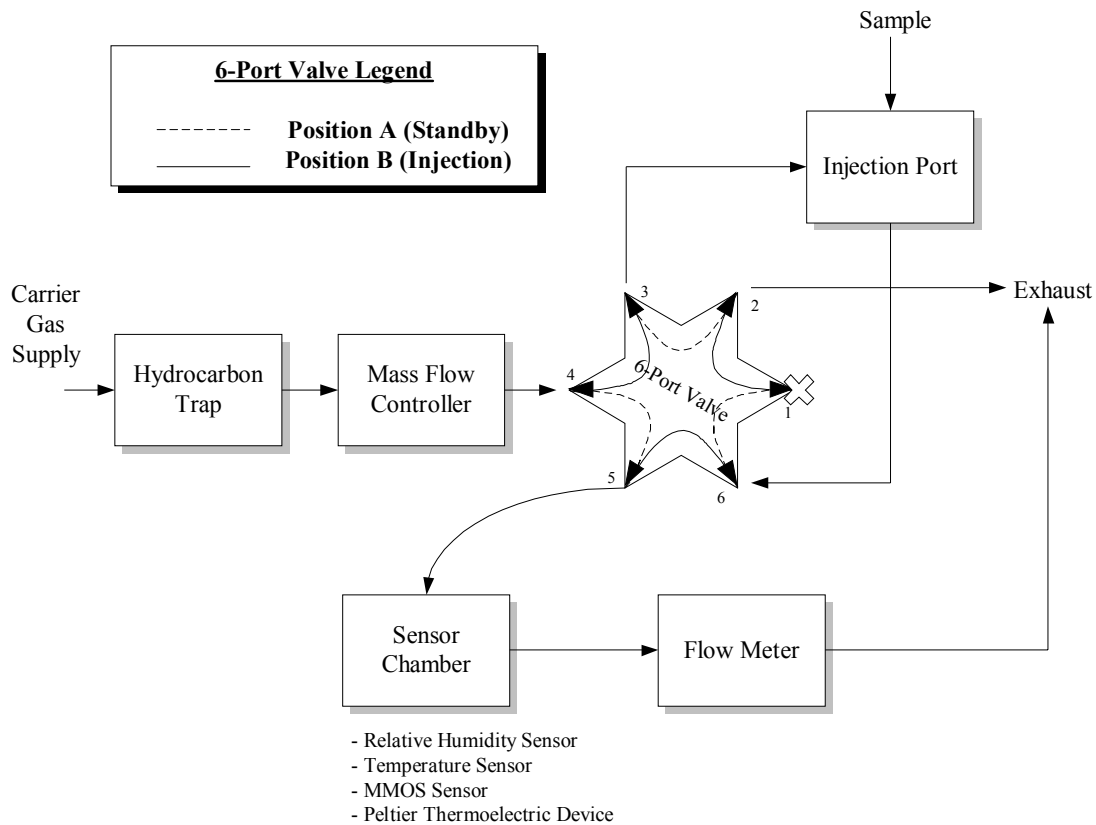 Sample
6-Port Valve Legend
Position A (Standby)
Position B (Injection)
Injection Port
3
2
Exhaust
Carrier
Gas
Supply
Hydrocarbon
Trap
Mass Flow
Controller
4
6-Port Valve
1
5
6
Sensor
Chamber
Flow Meter
- Relative Humidity Sensor
- Temperature Sensor
- MMOS Sensor
- Peltier Thermoelectric Device